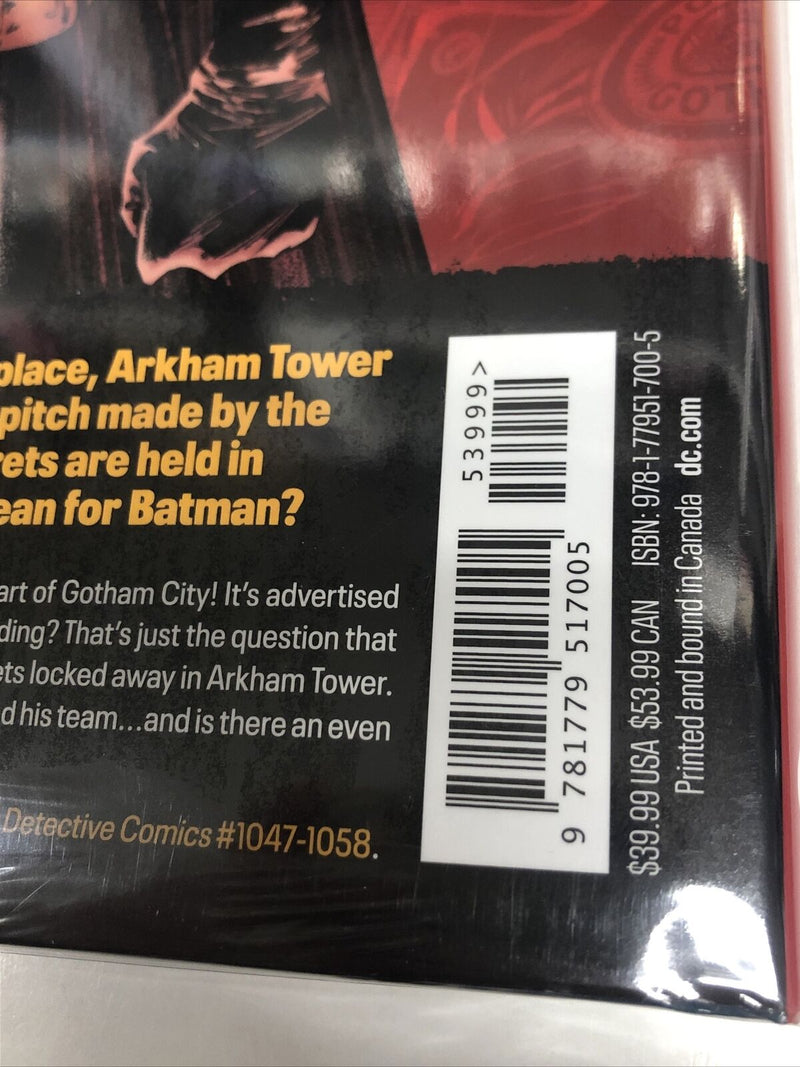 GOT
place, Arkham Tower
pitch made by the
rets are held in
ean for Batman?
art of Gotham City! It's advertised
ding? That's just the question that
ets locked away in Arkham Tower.
d his team...and is there an even
Detective Comics #1047-1058.
53999>
9 781779 517005
$39.99 USA $53.99 CAN ISBN: 978-1-77951-700-5
Printed and bound in Canada dc.com